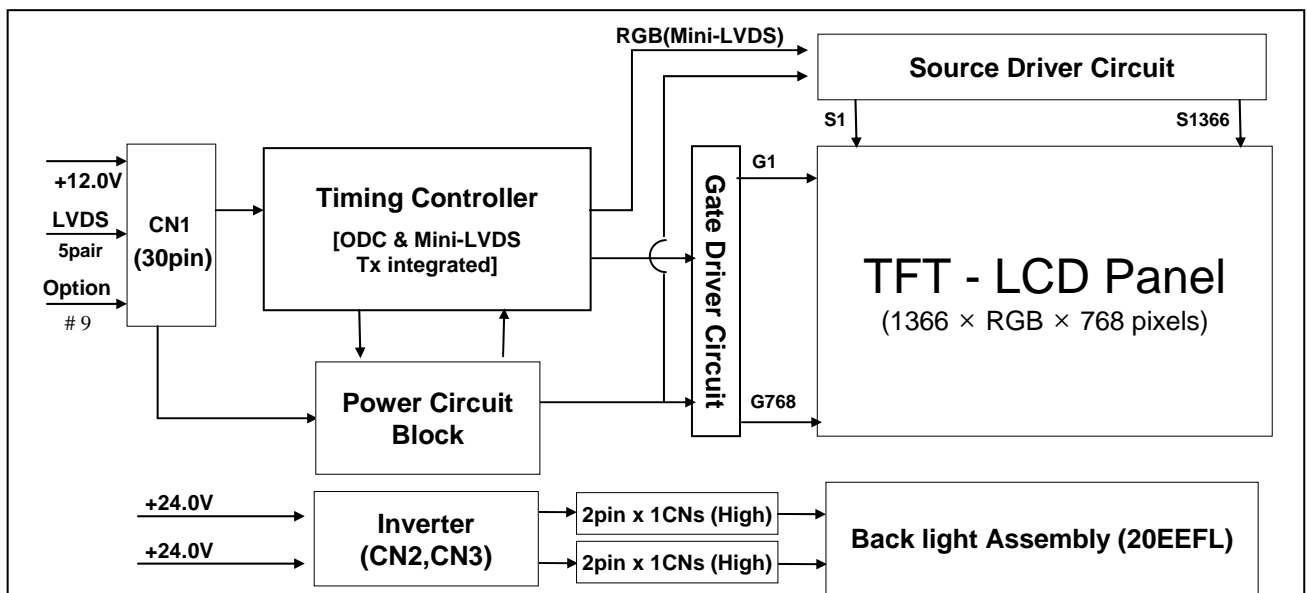 RGB(Mini-LVDS)
Source Driver Circuit
S1
S1366
+12.0V
LVDS
5pair
Option
# 9
CN1
(30pin)
Timing Controller
[ODC & Mini-LVDS
Tx integrated]
Power Circuit
Block
Gate Driver Circuit
G1
G768
TFT - LCD Panel
(1366 × RGB × 768 pixels)
+24.0V
+24.0V
Inverter
(CN2,CN3)
2pin x 1CNs (High)
2pin x 1CNs (High)
Back light Assembly (20EEFL)